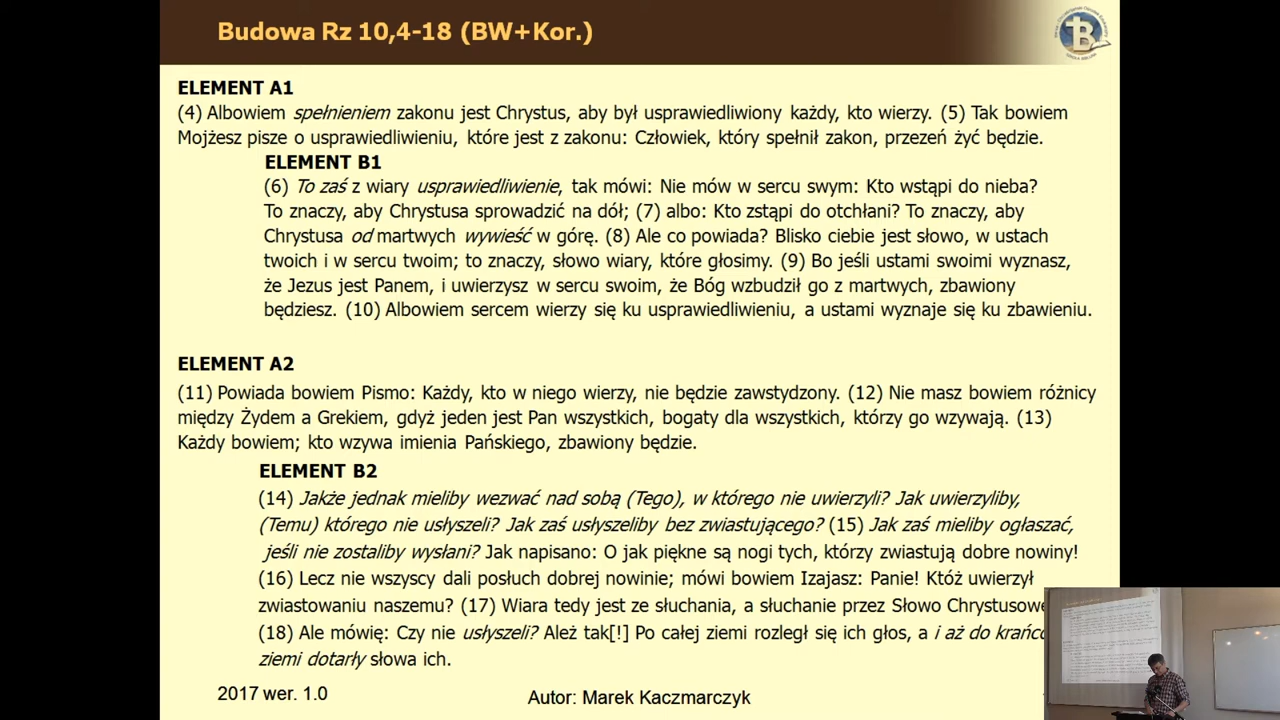 Budowa Rz 10,4-18 (BW+Kor.)
ELEMENT A1
(4) Albowiem spełnieniem zakonu jest Chrystus, aby był usprawiedliwiony każdy, kto wierzy. (5) Tak bowiem
Mojżesz pisze o usprawiedliwieniu, które jest z zakonu: Człowiek, który spełnił zakon, przezeń żyć będzie.
ELEMENT B1
(6) To zaś z wiary usprawiedliwienie, tak mówi: Nie mów w sercu swym: Kto wstąpi do nieba?
To znaczy, aby Chrystusa sprowadzić na dół; (7) albo: Kto zstąpi do otchłani? To znaczy, aby
Chrystusa od martwych wywieść w górę. (8) Ale co powiada? Blisko ciebie jest słowo, w ustach
twoich i w sercu twoim; to znaczy, słowo wiary, które głosimy. (9) Bo jeśli ustami swoimi wyznasz,
że Jezus jest Panem, i uwierzysz w sercu swoim, że Bóg wzbudził go z martwych, zbawiony
będziesz. (10) Albowiem sercem wierzy się ku usprawiedliwieniu, a ustami wyznaje się ku zbawieniu.
ELEMENT A2
(11) Powiada bowiem Pismo: Każdy, kto w niego wierzy, nie będzie zawstydzony. (12) Nie masz bowiem różnicy
między Żydem a Grekiem, gdyż jeden jest Pan wszystkich, bogaty dla wszystkich, którzy go wzywają. (13)
Każdy bowiem; kto wzywa imienia Pańskiego, zbawiony będzie.
ELEMENT B2
(14) Jakże jednak mieliby wezwać nad sobą (Tego), w którego nie uwierzyli? Jak uwierzyliby,
(Temu) którego nie usłyszeli? Jak zaś usłyszeliby bez zwiastującego? (15) Jak zaś mieliby ogłaszać,
jeśli nie zostaliby wysłani? Jak napisano: O jak piękne są nogi tych, którzy zwiastują dobre nowiny!
(16) Lecz nie wszyscy dali posłuch dobrej nowinie; mówi bowiem Izajasz: Panie! Któż uwierzył
zwiastowaniu naszemu? (17) Wiara tedy jest ze słuchania, a słuchanie przez Słowo Chrystusowe
(18) Ale mówię: Czy nie usłyszeli? Ależ tak[!] Po całej ziemi rozległ się ich głos, a i aż do krańcó
ziemi dotarły słowa ich.
2017 wer. 1.0
Autor: Marek Kaczmarczyk